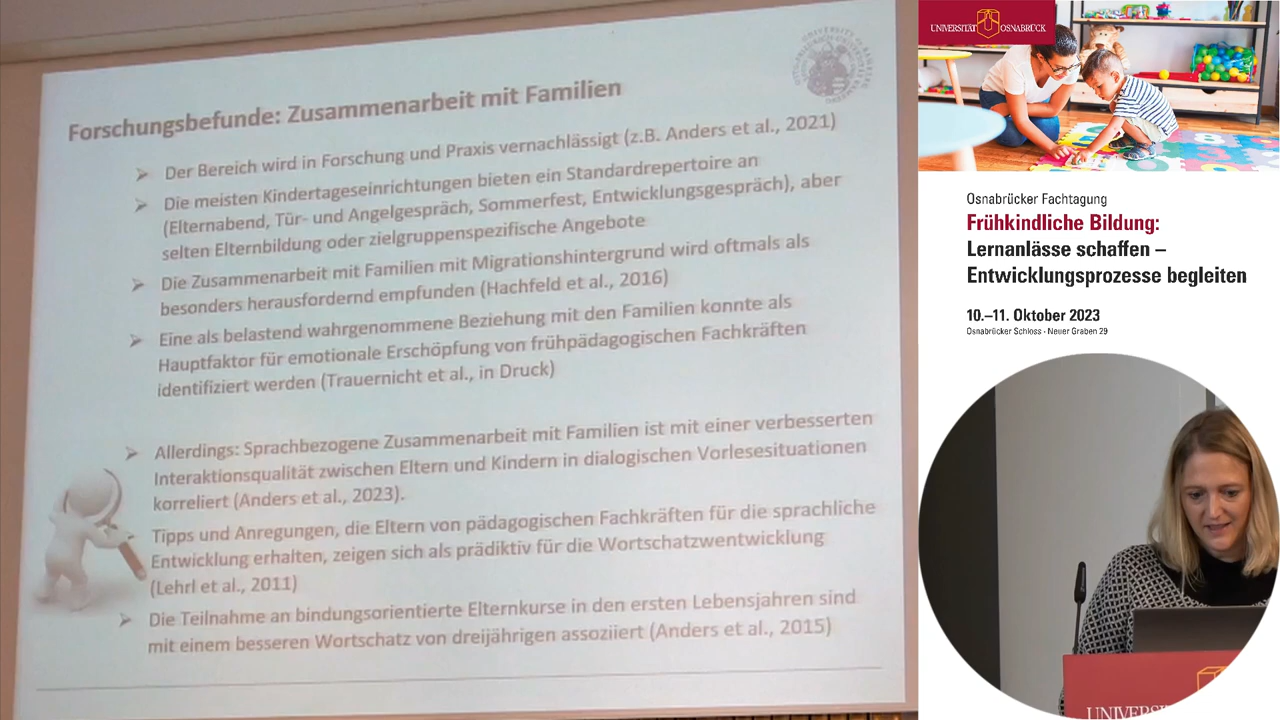 Forschungsbefunde: Zusammenarbeit mit Familien
➢ Der Bereich wird in Forschung und Praxis vernachlässigt (z.B. Anders et al., 2021)
➢ Die meisten Kindertageseinrichtungen bieten ein Standardrepertoire an
(Elternabend, Tür- und Angelgespräch, Sommerfest, Entwicklungsgespräch), aber
selten Elternbildung oder zielgruppenspezifische Angebote
➢ Die Zusammenarbeit mit Familien mit Migrationshintergrund wird oftmals als
besonders herausfordernd empfunden (Hachfeld et al., 2016)
➢ Eine als belastend wahrgenommene Beziehung mit den Familien konnte als
Hauptfaktor für emotionale Erschöpfung von frühpädagogischen Fachkräften
identifiziert werden (Trauernicht et al., in Druck)
➢ Allerdings: Sprachbezogene Zusammenarbeit mit Familien ist mit einer verbesserten
Interaktionsqualität zwischen Eltern und Kindern in dialogischen Vorlesesituationen
korreliert (Anders et al., 2023).
➢ Tipps und Anregungen, die Eltern von pädagogischen Fachkräften für die sprachliche
Entwicklung erhalten, zeigen sich als prädiktiv für die Wortschatzwentwicklung
(Lehrl et al., 2011)
➢ Die Teilnahme an bindungsorientierte Elternkurse in den ersten Lebensjahren sind
mit einem besseren Wortschatz von dreijährigen assoziiert (Anders et al., 2015)
UNIVERSITÄT OSNABRÜCK
Osnabrücker Fachtagung
Frühkindliche Bildung:
Lernanlässe schaffen –
Entwicklungsprozesse begleiten
10.–11. Oktober 2023
Osnabrücker Schloss · Neuer Graben 29
UNIVERSI